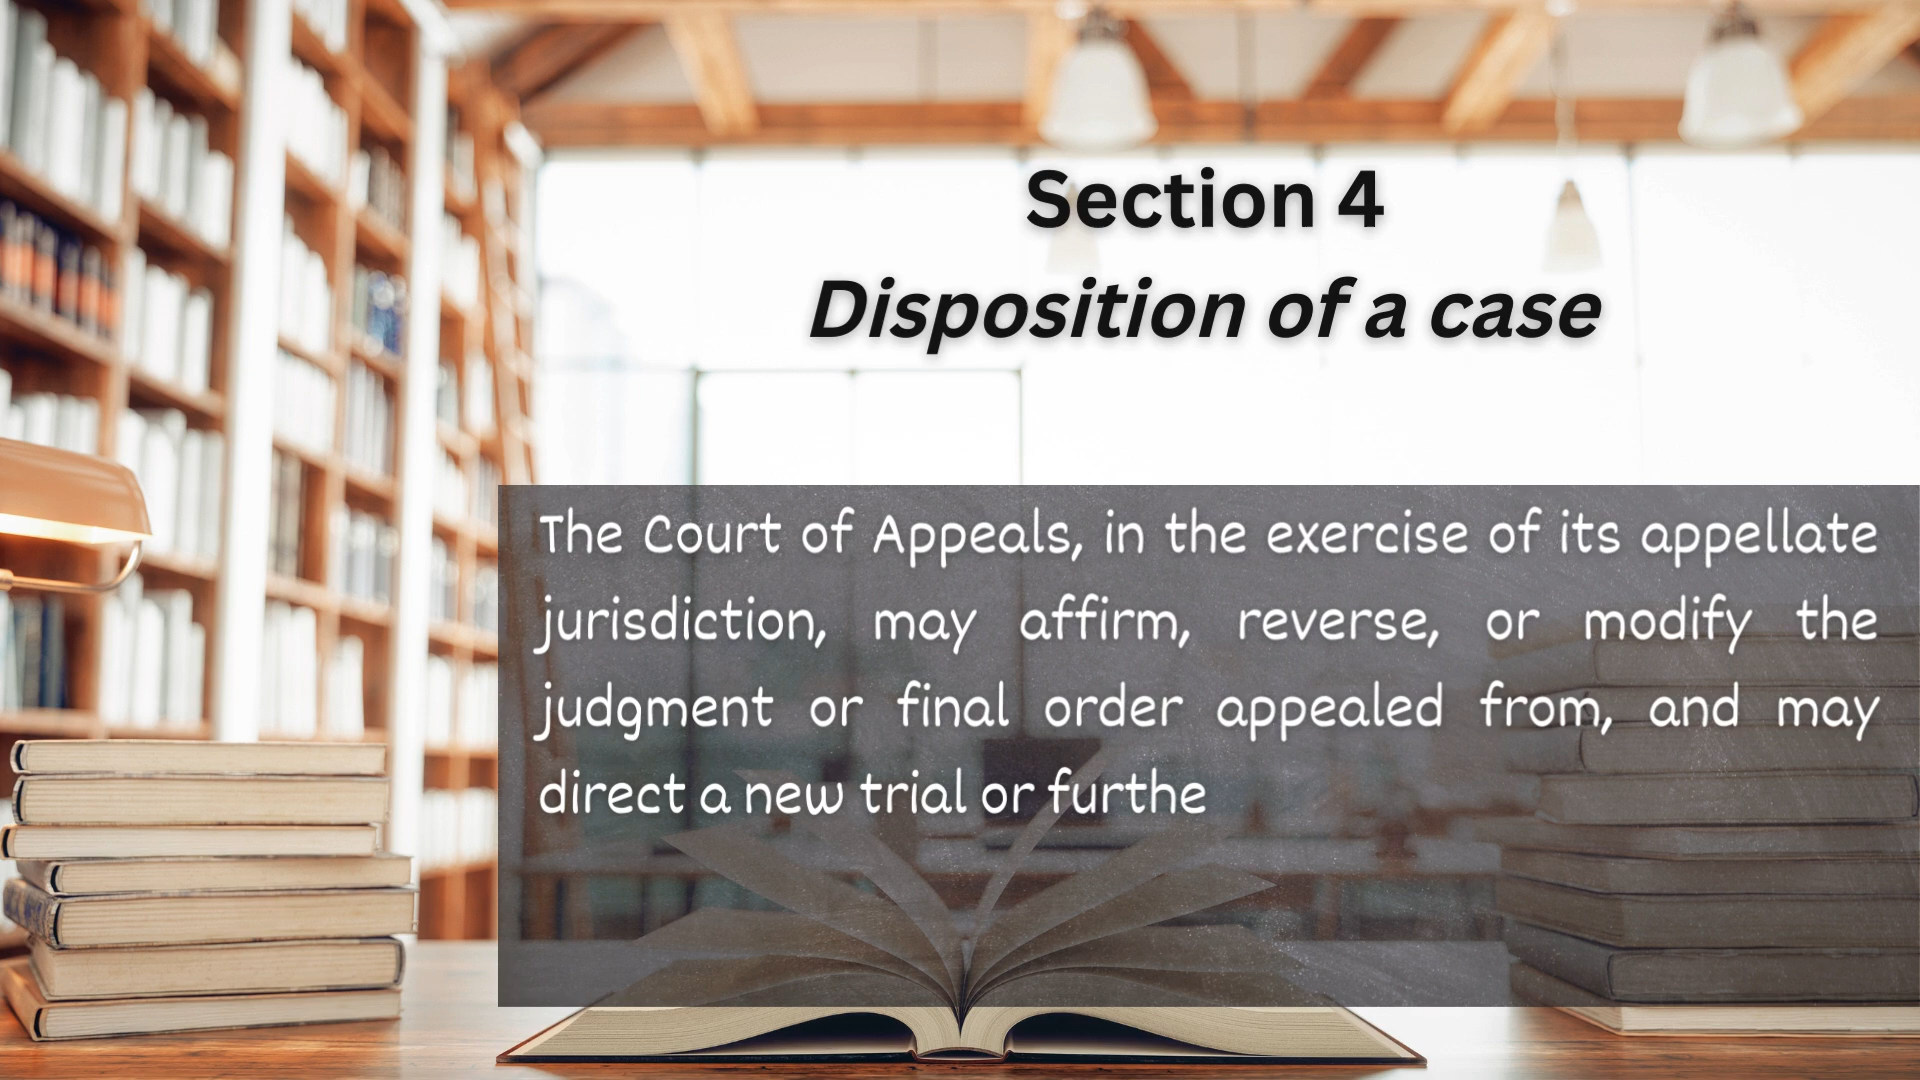 Section 4
Disposition of a case
The Court of Appeals, in the exercise of its appellate
jurisdiction, may affirm, reverse, or modify the
judgment or final order appealed from, and may
direct a new trial or furthe